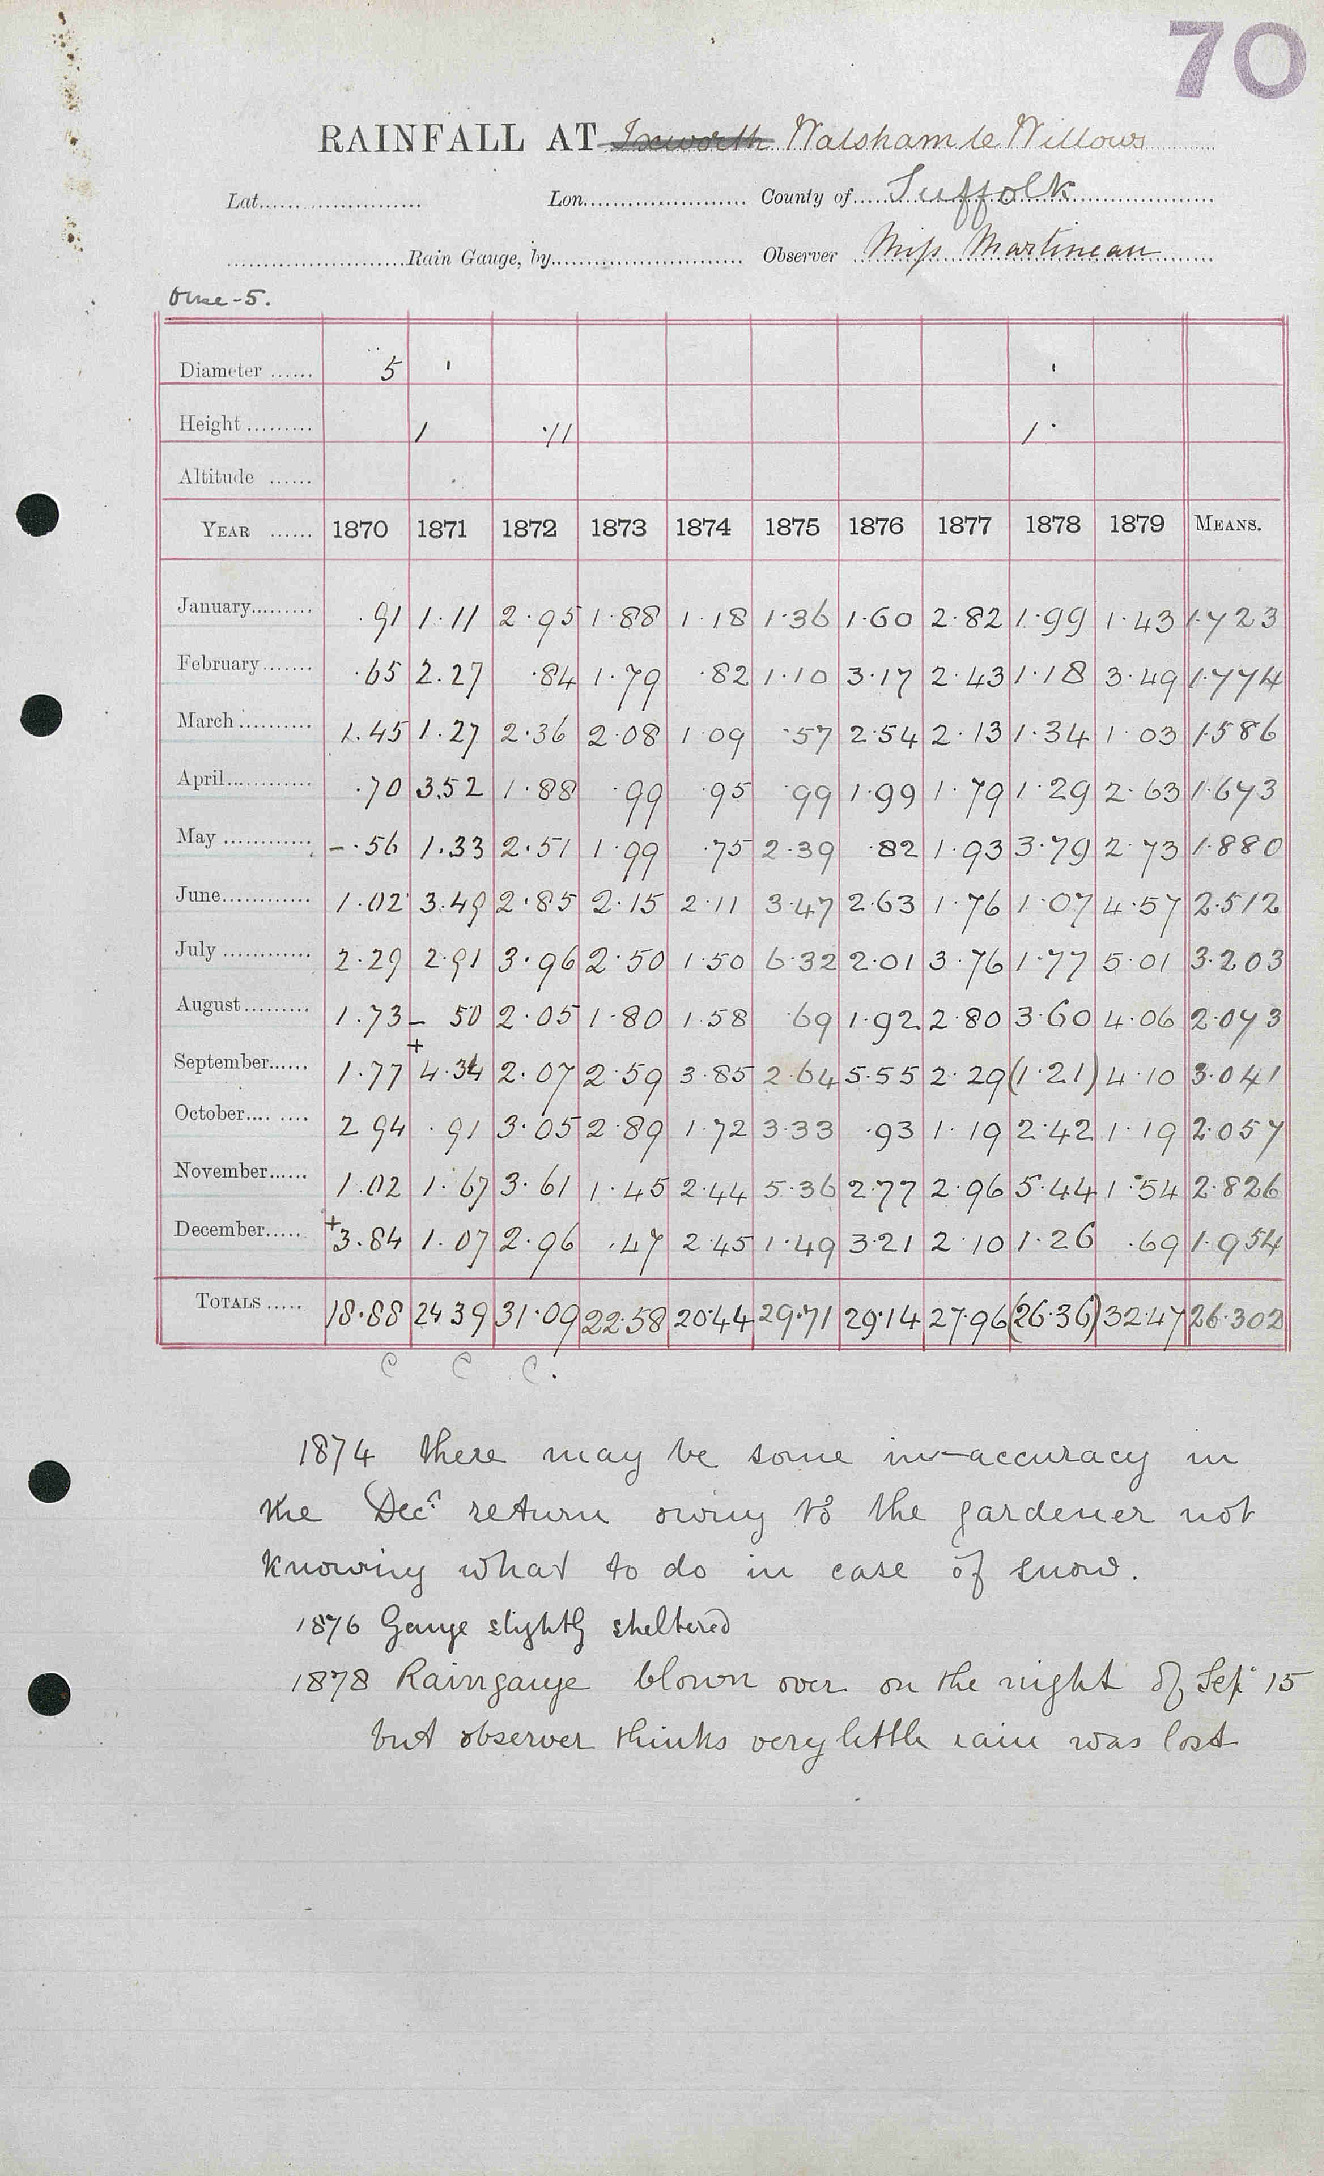 70
RAINFALL AT Ixworth Walsham le Willows
Lat. Lon. County of Suffolk
Rain Gauge, by Observer Miss Martineau
Ouse-5.
Diameter 5
Height 1 11 1
Altitude
YEAR 1870 1871 1872 1873 1874 1875 1876 1877 1878 1879 MEANS.
January .91 1.11 2.95 1.88 1.18 1.36 1.60 2.82 1.99 1.43 1.723
February .65 2.27 .84 1.79 .82 1.10 3.17 2.43 1.18 3.49 1.774
March 1.45 1.27 2.36 2.08 1 09 .57 2.54 2.13 1.34 1.03 1.586
April .70 3.52 1.88 .99 .95 .99 1.99 1.79 1.29 2.63 1.673
May -.56 1.33 2.51 1.99 .75 2.39 .82 1.93 3.79 2.73 1.880
June 1.02 3.49 2.85 2.15 2.11 3.47 2.63 1.76 1.07 4.57 2.512
July 2.29 2.91 3.96 2.50 1.50 6.32 2.01 3.76 1.77 5.01 3.203
August 1.73 - 50 2.05 1.80 1.58 .69 1.92 2.80 3.60 4.06 2.073
September 1.77 + 4.34 2.07 2.59 3.85 2.64 5.55 2.29 (1.21) 4.10 3.041
October 2 94 .91 3.05 2.89 1.72 3.33 .93 1.19 2.42 1.19 2.057
November 1.02 1.67 3.61 1.45 2.44 5.36 2.77 2.96 5.44 1.54 2.826
December +3.84 1.07 2.96 .47 2.45 1.49 3.21 2.10 1.26 .69 1.954
TOTALS 18.88 24 39 31.09 22.58 20.44 29.71 29.14 27.96 (26.36) 32.47 26.302
C C C.
1874 there may be some in-accuracy in
the Decr return owing to the gardener not
knowing what to do in case of snow.
1876 Gauge slightly sheltered
1878 Raingauge blown over on the night of Sep 15
but observer thinks very little rain was lost